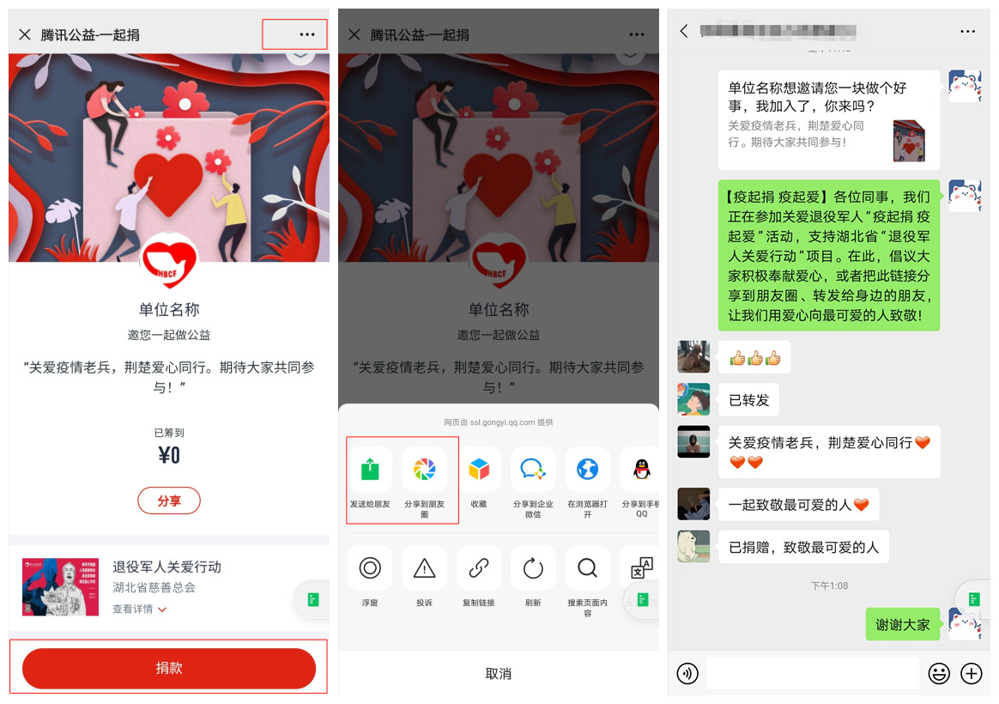 腾讯公益-一起捐
HBCF
单位名称
邀您一起做公益
“关爱疫情老兵，荆楚爱心同行。期待大家共同参
与！”
已筹到
¥0
分享
退役军人关爱行动
湖北省慈善总会
查看详情
捐款
腾讯公益-一起捐
HBCF
单位名称
邀您一起做公益
“关爱疫情老兵，荆楚爱心同行。期待大家共同参
与！”
网页由 ssl.gongyi.qq.com 提供
发送给朋友
分享到朋友
圈
收藏
分享到企业
微信
在浏览器打
开
分享到手机
QQ
浮窗
投诉
复制链接
刷新
搜索页面内
容
取消
单位名称想邀请您一块做个好
事，我加入了，你来吗？
关爱疫情老兵，荆楚爱心同
行。期待大家共同参与！
【疫起捐 疫起爱】各位同事，我们
正在参加关爱退役军人“疫起捐 疫
起爱”活动，支持湖北省“退役军
人关爱行动”项目。在此，倡议大
家积极奉献爱心，或者把此链接分
享到朋友圈、转发给身边的朋友，
让我们用爱心向最可爱的人致敬！
已转发
关爱疫情老兵，荆楚爱心同行
一起致敬最可爱的人
已捐赠，致敬最可爱的人
下午1:08
谢谢大家